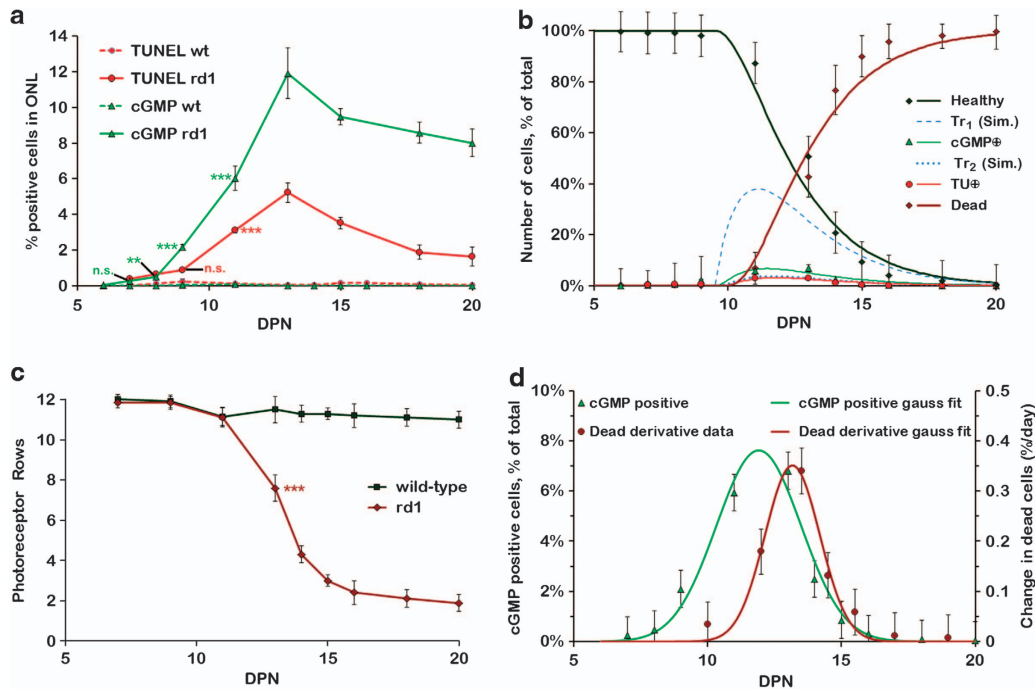 a
% positive cells in ONL
14
12
10
8
6
4
2
0
TUNEL wt
TUNEL rd1
cGMP wt
cGMP rd1
n.s.
**
***
***
***
n.s.
5 10 15 20
DPN
b
Number of cells, % of total
100%
80%
60%
40%
20%
0%
Healthy
Tr1 (Sim.)
cGMP⊕
Tr2 (Sim.)
TU⊕
Dead
5 10 15 20
DPN
c
Photoreceptor Rows
14
12
10
8
6
4
2
0
***
wild-type
rd1
5 10 15 20
DPN
d
cGMP positive cells, % of total
10%
8%
6%
4%
2%
0%
cGMP positive
cGMP positive gauss fit
Dead derivative data
Dead derivative gauss fit
0.5
0.4
0.3
0.2
0.1
0
Change in dead cells (%/day)
5 10 15 20
DPN